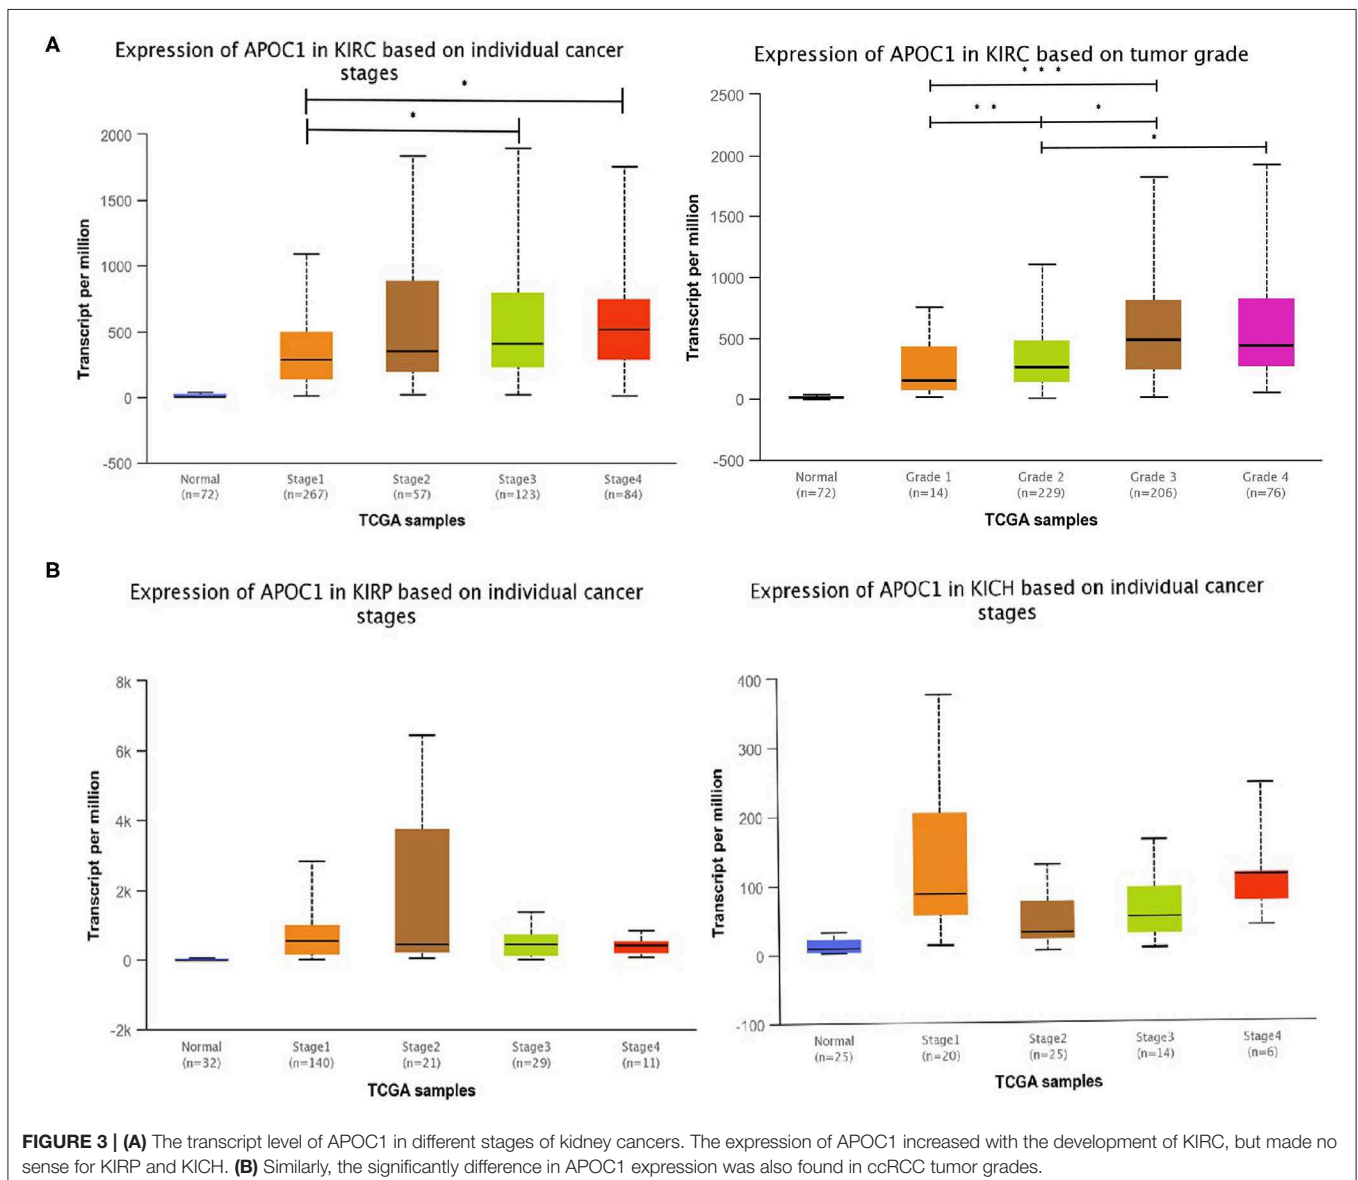 A
Expression of APOC1 in KIRC based on individual cancer
stages
*
*
2000
1500
1000
500
0
-500
Transcript per million
Normal
(n=72)
Stage1
(n=267)
Stage2
(n=57)
Stage3
(n=123)
Stage4
(n=84)
TCGA samples
Expression of APOC1 in KIRC based on tumor grade
* * *
* *
*
*
2500
2000
1500
1000
500
0
-500
Transcript per million
Normal
(n=72)
Grade 1
(n=14)
Grade 2
(n=229)
Grade 3
(n=206)
Grade 4
(n=76)
TCGA samples
B
Expression of APOC1 in KIRP based on individual cancer
stages
8k
6k
4k
2k
0
-2k
Transcript per million
Normal
(n=32)
Stage1
(n=140)
Stage2
(n=21)
Stage3
(n=29)
Stage4
(n=11)
TCGA samples
Expression of APOC1 in KICH based on individual cancer
stages
400
300
200
100
0
-100
Transcript per million
Normal
(n=25)
Stage1
(n=20)
Stage2
(n=25)
Stage3
(n=14)
Stage4
(n=6)
TCGA samples
FIGURE 3 | (A) The transcript level of APOC1 in different stages of kidney cancers. The expression of APOC1 increased with the development of KIRC, but made no
sense for KIRP and KICH. (B) Similarly, the significantly difference in APOC1 expression was also found in ccRCC tumor grades.